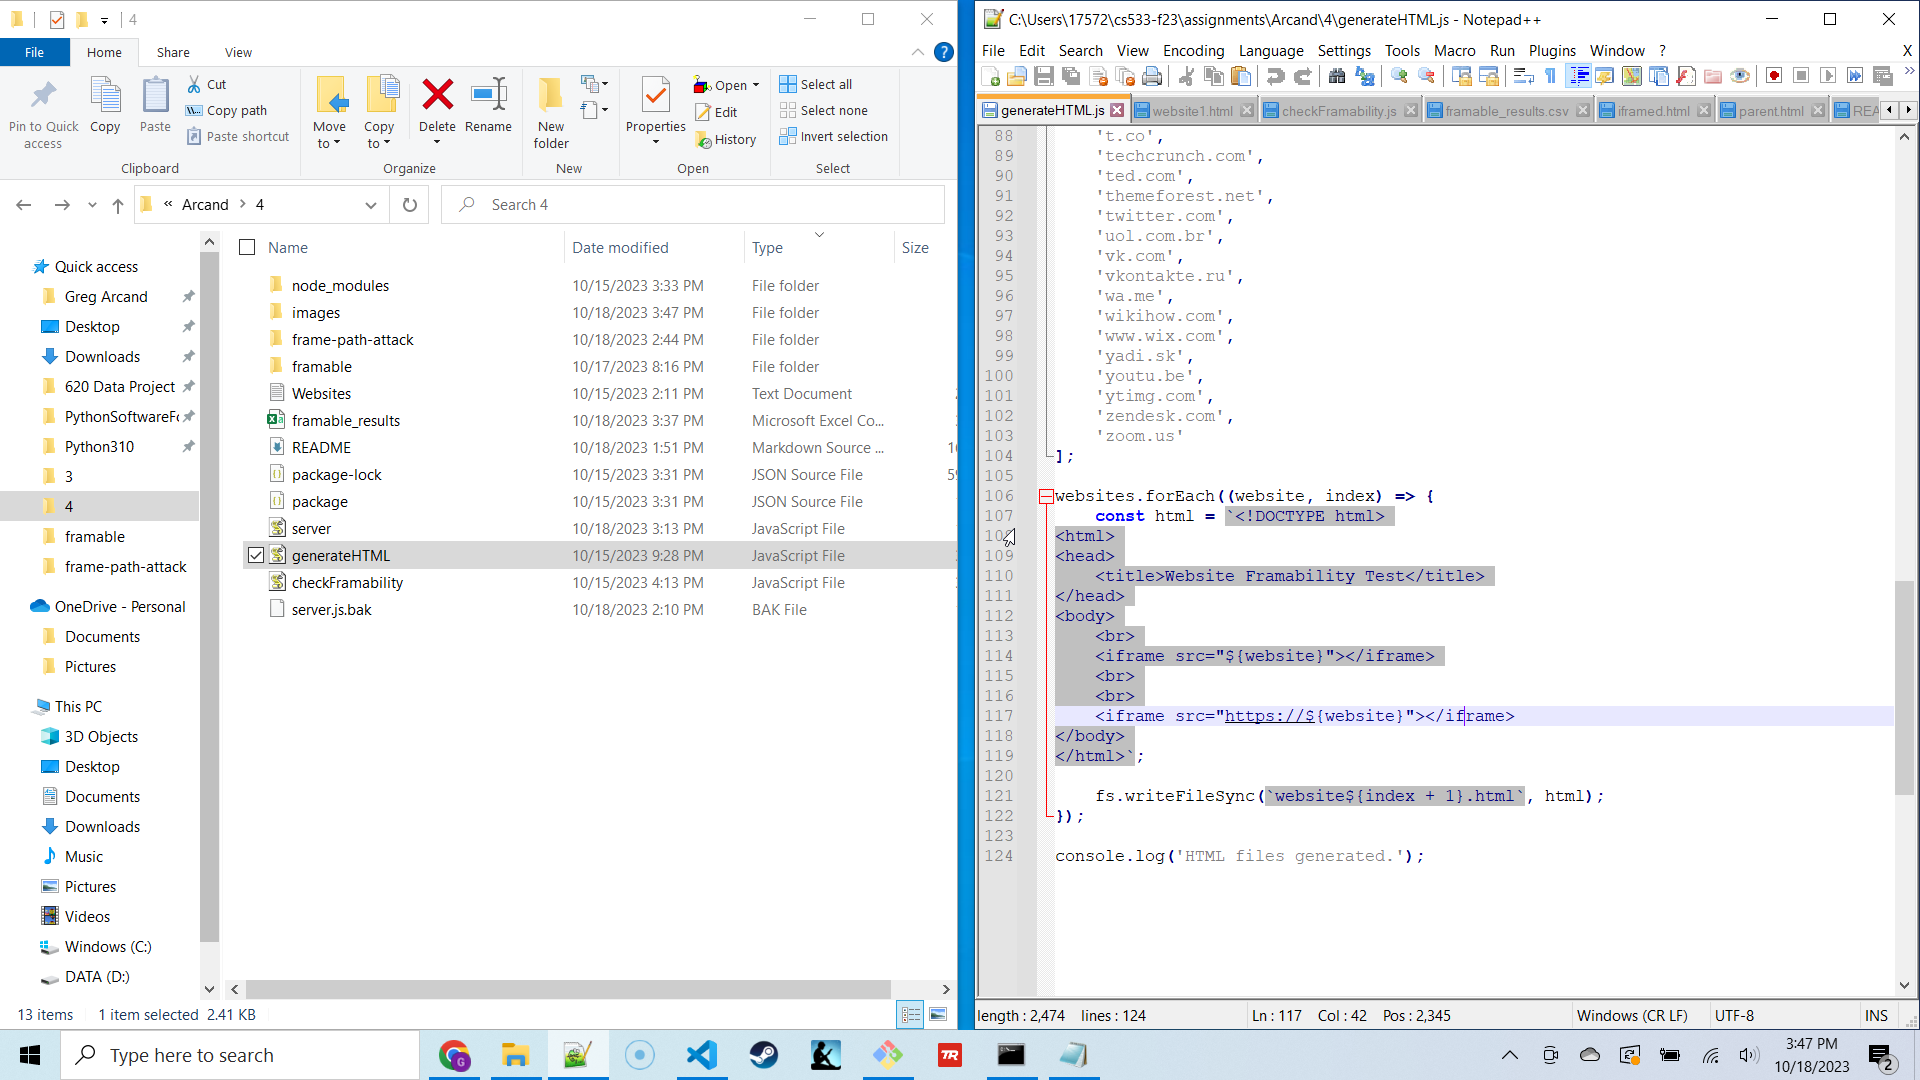 4
File
Home
Share
View
Pin to Quick access
Copy
Paste
Cut
Copy path
Paste shortcut
Clipboard
Move to
Copy to
Delete
Rename
Organize
New folder
New
Properties
Open
Edit
History
Open
Select all
Select none
Invert selection
Select
« Arcand > 4
Search 4
Quick access
Greg Arcand
Desktop
Downloads
620 Data Project
PythonSoftwareFo
Python310
3
4
framable
frame-path-attack
OneDrive - Personal
Documents
Pictures
This PC
3D Objects
Desktop
Documents
Downloads
Music
Pictures
Videos
Windows (C:)
DATA (D:)
Name Date modified Type Size
node_modules 10/15/2023 3:33 PM File folder
images 10/18/2023 3:47 PM File folder
frame-path-attack 10/18/2023 2:44 PM File folder
framable 10/17/2023 8:16 PM File folder
Websites 10/15/2023 2:11 PM Text Document
framable_results 10/18/2023 3:37 PM Microsoft Excel Co...
README 10/18/2023 1:51 PM Markdown Source ...
package-lock 10/15/2023 3:31 PM JSON Source File
package 10/15/2023 3:31 PM JSON Source File
server 10/18/2023 3:13 PM JavaScript File
generateHTML 10/15/2023 9:28 PM JavaScript File
checkFramability 10/15/2023 4:13 PM JavaScript File
server.js.bak 10/18/2023 2:10 PM BAK File
13 items 1 item selected 2.41 KB
C:\Users\17572\cs533-f23\assignments\Arcand\4\generateHTML.js - Notepad++
File Edit Search View Encoding Language Settings Tools Macro Run Plugins Window ? X
generateHTML.js website1.html checkFramability.js framable_results.csv iframed.html parent.html REA
88 't.co',
89 'techcrunch.com',
90 'ted.com',
91 'themeforest.net',
92 'twitter.com',
93 'uol.com.br',
94 'vk.com',
95 'vkontakte.ru',
96 'wa.me',
97 'wikihow.com',
98 'www.wix.com',
99 'yadi.sk',
100 'youtu.be',
101 'ytimg.com',
102 'zendesk.com',
103 'zoom.us'
104 ];
105
106 websites.forEach((website, index) => {
107 const html = `<!DOCTYPE html>
108 <html>
109 <head>
110 <title>Website Framability Test</title>
111 </head>
112 <body>
113 <br>
114 <iframe src="${website}"></iframe>
115 <br>
116 <br>
117 <iframe src="https://${website}"></iframe>
118 </body>
119 </html>`;
120
121 fs.writeFileSync(`website${index + 1}.html`, html);
122 });
123
124 console.log('HTML files generated.');
length : 2,474 lines : 124 Ln : 117 Col : 42 Pos : 2,345 Windows (CR LF) UTF-8 INS
Type here to search
G
TR
3:47 PM
10/18/2023
2